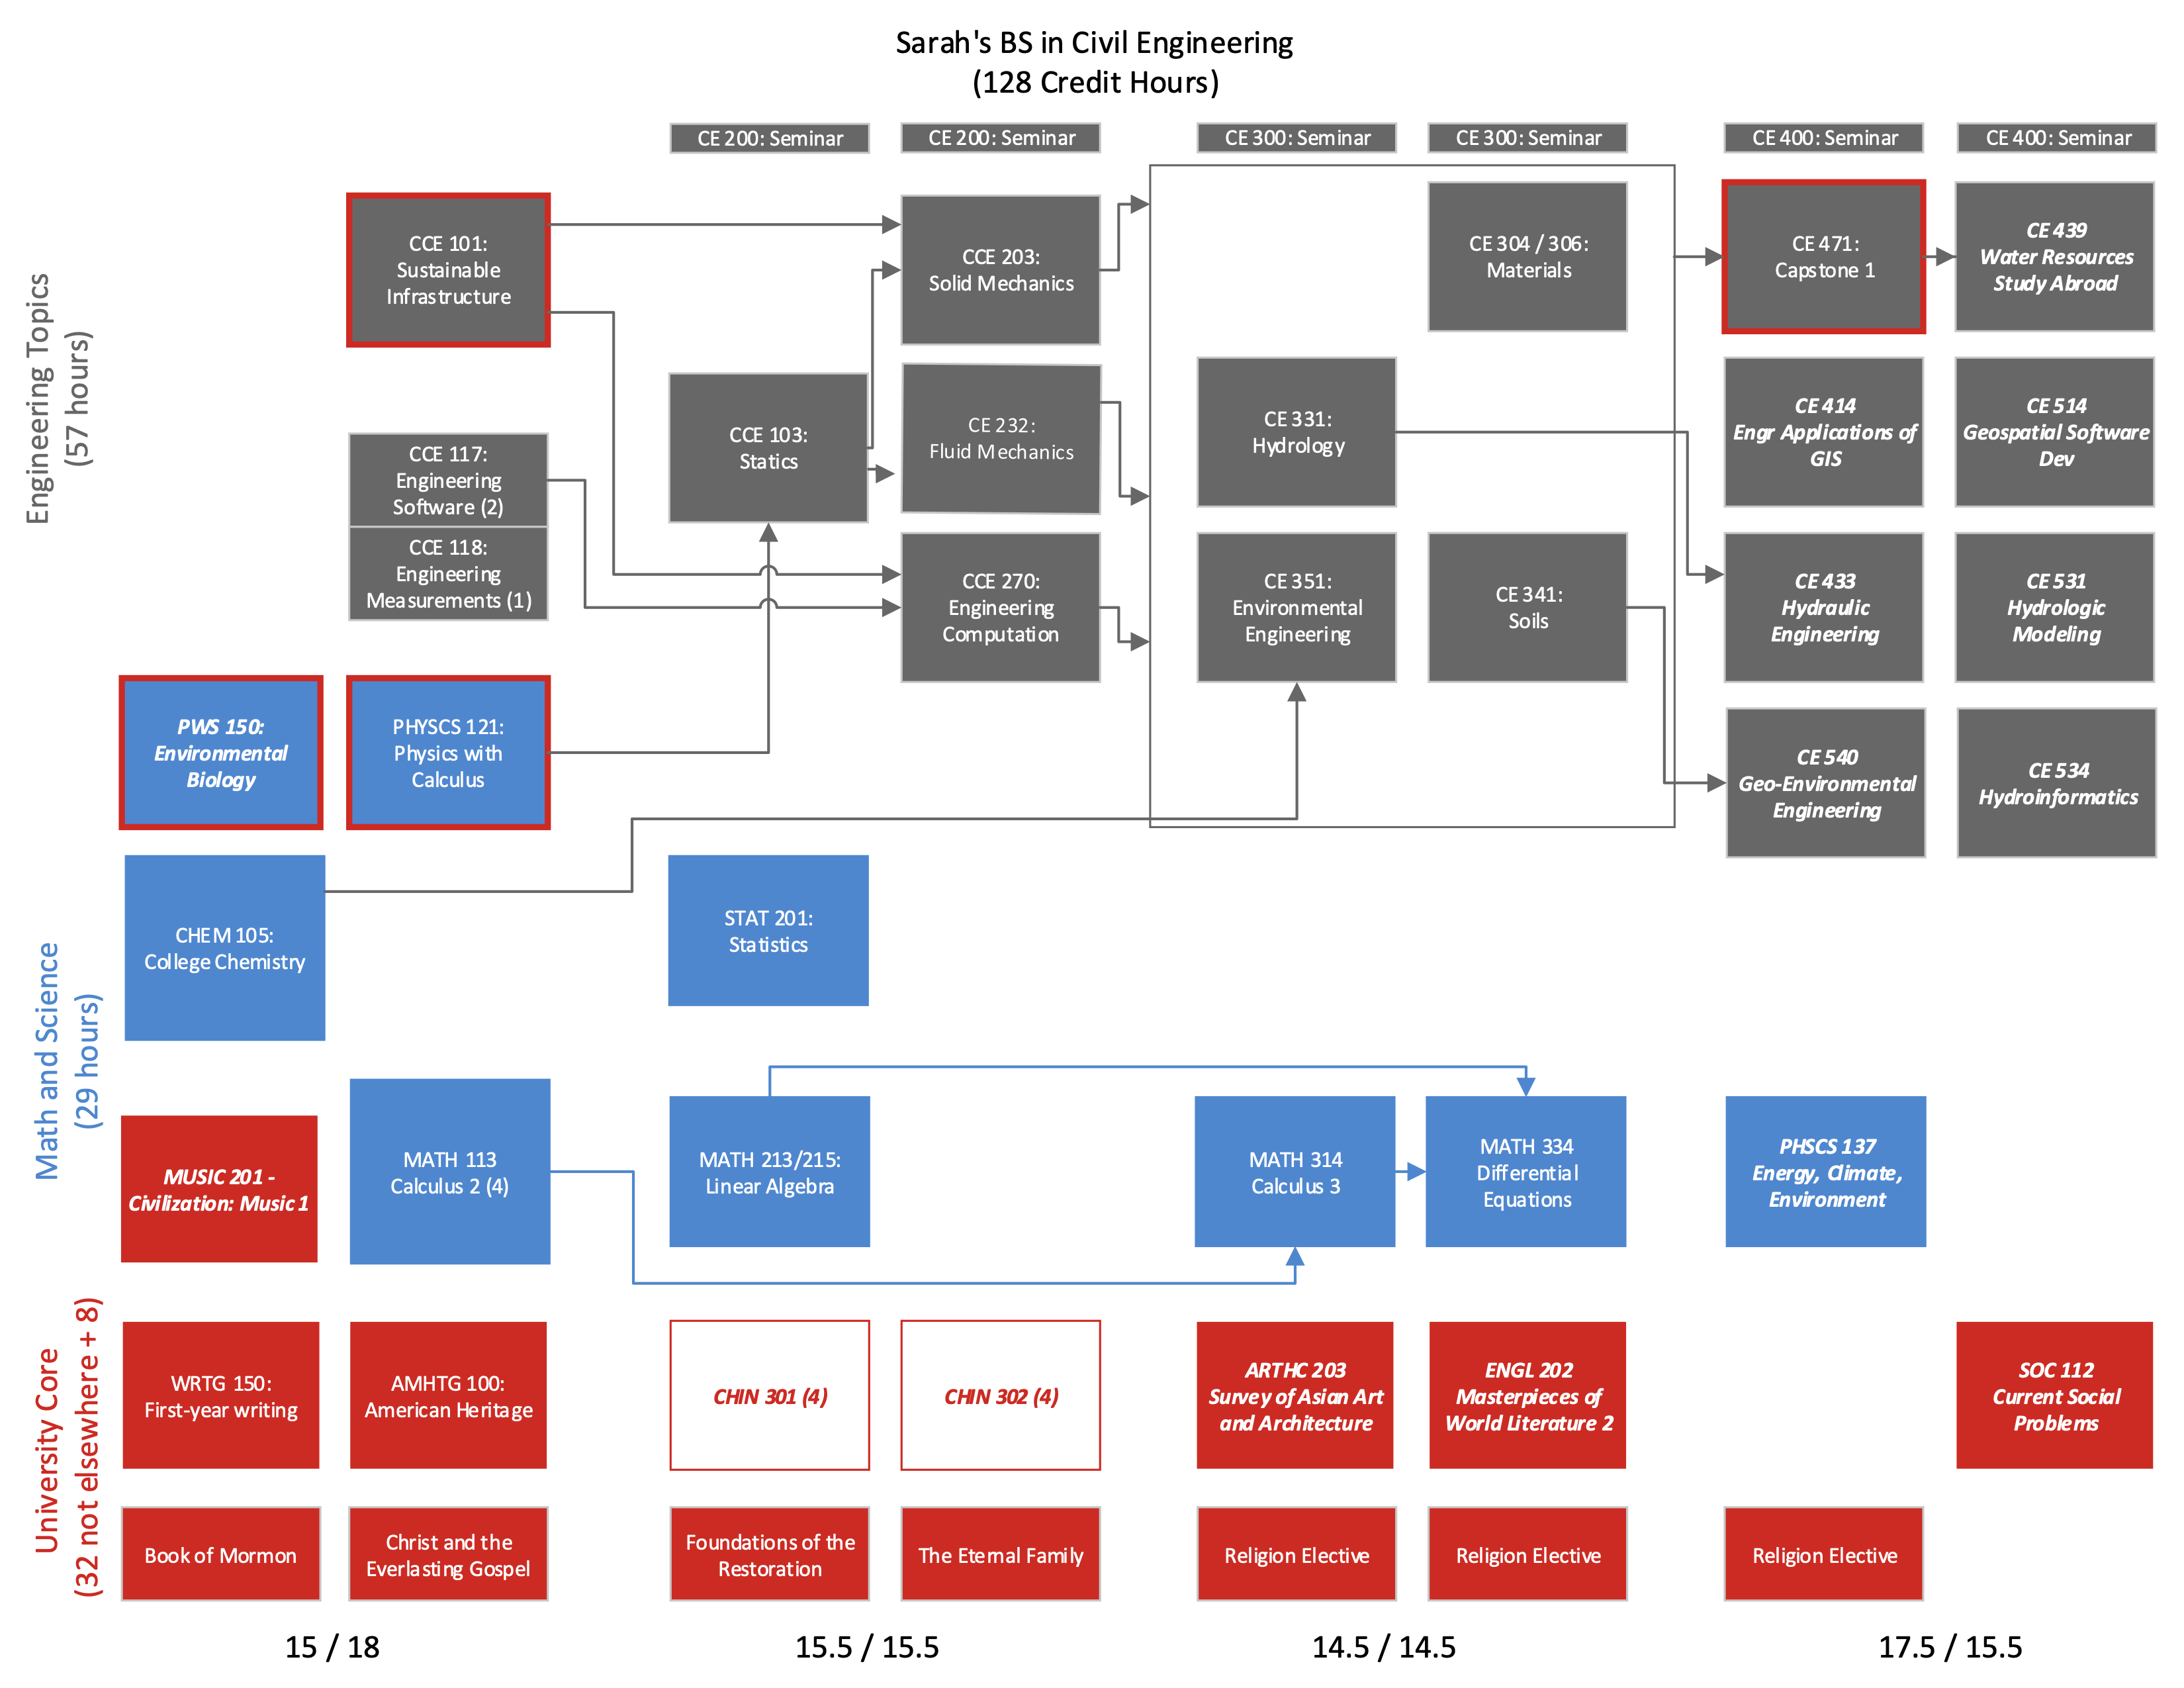 Sarah's BS in Civil Engineering
(128 Credit Hours)
CE 200: Seminar
CE 200: Seminar
CE 300: Seminar
CE 300: Seminar
CE 400: Seminar
CE 400: Seminar
Engineering Topics
(57 hours)
CCE 101:
Sustainable
Infrastructure
CCE 203:
Solid Mechanics
CE 304 / 306:
Materials
CE 471:
Capstone 1
CE 439
Water Resources
Study Abroad
CCE 117:
Engineering
Software (2)
CCE 118:
Engineering
Measurements (1)
CCE 103:
Statics
CE 232:
Fluid Mechanics
CE 331:
Hydrology
CE 414
Engr Applications of
GIS
CE 514
Geospatial Software
Dev
CCE 270:
Engineering
Computation
CE 351:
Environmental
Engineering
CE 341:
Soils
CE 433
Hydraulic
Engineering
CE 531
Hydrologic
Modeling
PWS 150:
Environmental
Biology
PHYSCS 121:
Physics with
Calculus
CE 540
Geo-Environmental
Engineering
CE 534
Hydroinformatics
Math and Science
(29 hours)
CHEM 105:
College Chemistry
STAT 201:
Statistics
MUSIC 201 -
Civilization: Music 1
MATH 113
Calculus 2 (4)
MATH 213/215:
Linear Algebra
MATH 314
Calculus 3
MATH 334
Differential
Equations
PHSCS 137
Energy, Climate,
Environment
University Core
(32 not elsewhere + 8)
WRTG 150:
First-year writing
AMHTG 100:
American Heritage
CHIN 301 (4)
CHIN 302 (4)
ARTHC 203
Survey of Asian Art
and Architecture
ENGL 202
Masterpieces of
World Literature 2
SOC 112
Current Social
Problems
Book of Mormon
Christ and the
Everlasting Gospel
Foundations of the
Restoration
The Eternal Family
Religion Elective
Religion Elective
Religion Elective
15 / 18
15.5 / 15.5
14.5 / 14.5
17.5 / 15.5